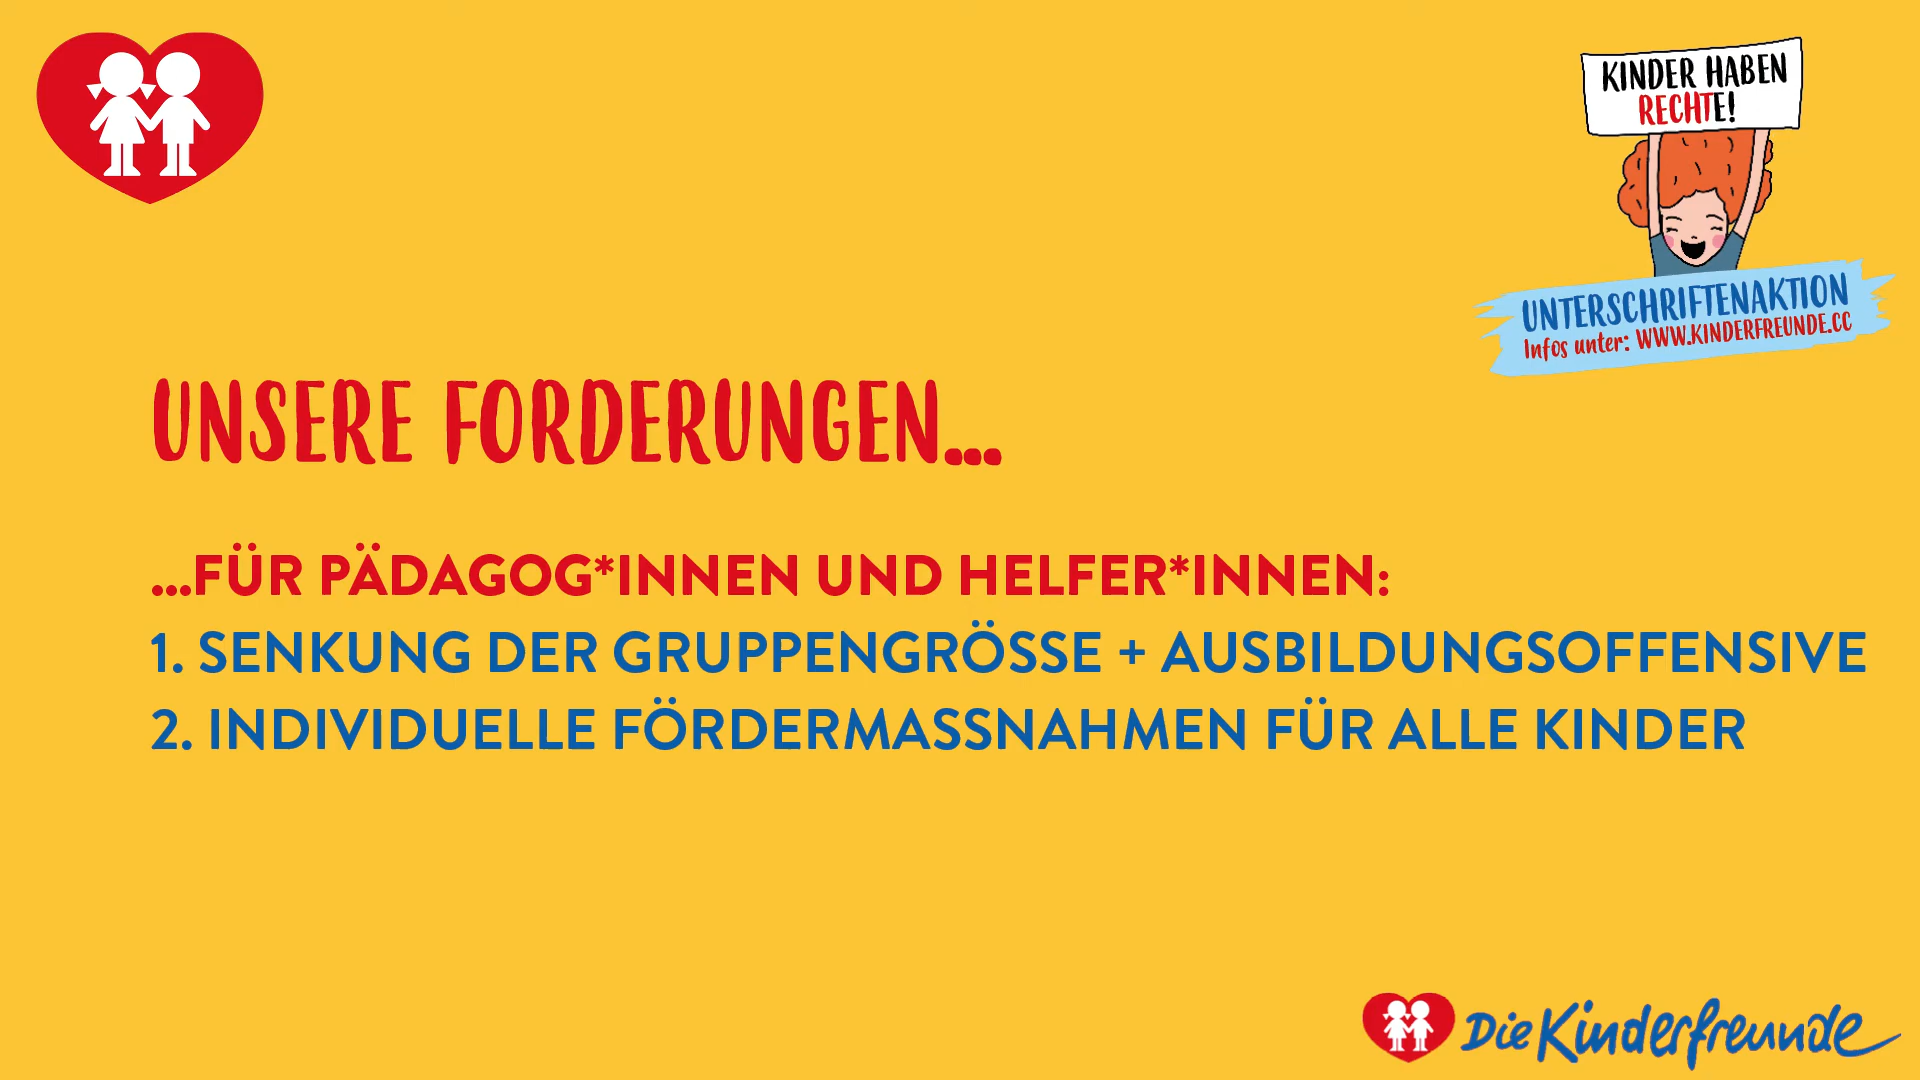 KINDER HABEN
RECHTE!
UNTERSCHRIFTENAKTION
Infos unter: WWW.KINDERFREUNDE.CC
UNSERE FORDERUNGEN...
...FÜR PÄDAGOG*INNEN UND HELFER*INNEN:
1. SENKUNG DER GRUPPENGRÖSSE + AUSBILDUNGSOFFENSIVE
2. INDIVIDUELLE FÖRDERMASSNAHMEN FÜR ALLE KINDER
Die Kinderfreunde